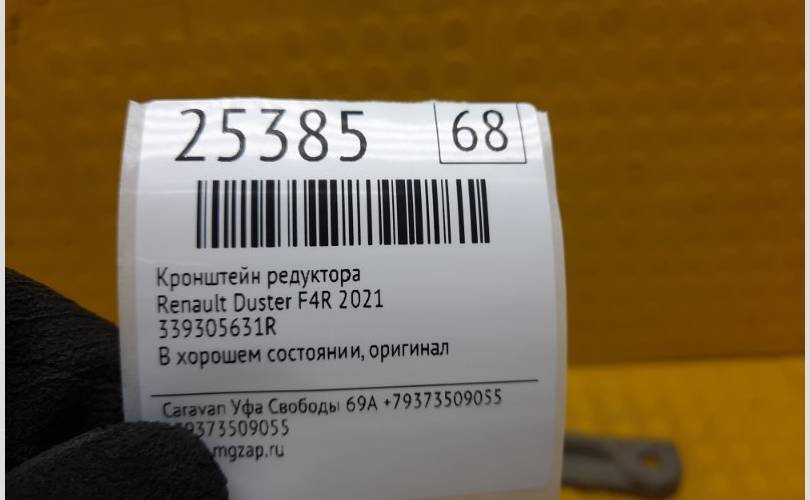 25385 68
Кронштейн редуктора
Renault Duster F4R 2021
339305631R
В хорошем состоянии, оригинал
Caravan Уфа Свободы 69А +79373509055
79373509055
mgzap.ru